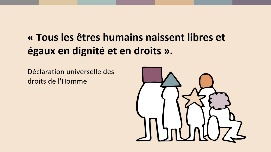 « Tous les êtres humains naissent libres et
égaux en dignité et en droits ».
Déclaration universelle des
droits de l'Homme